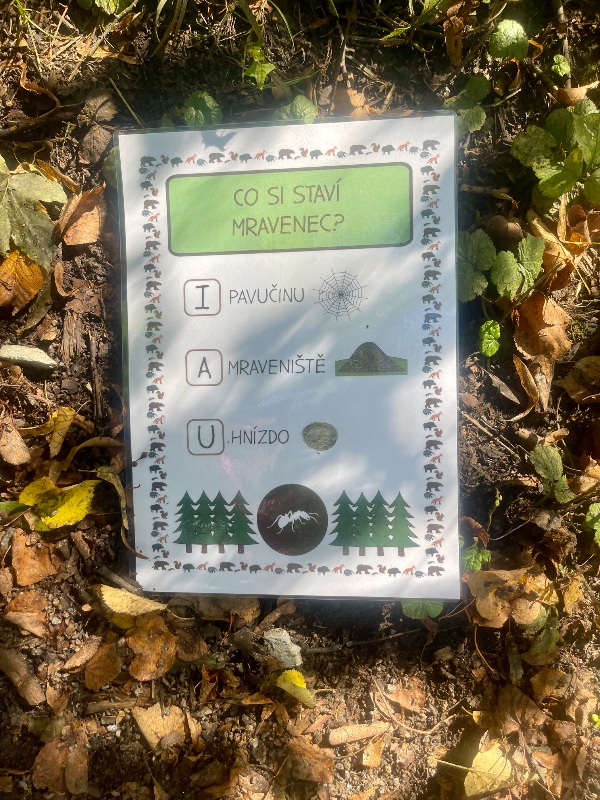 CO SI STAVÍ
MRAVENEC?
I PAVUČINU
A MRAVENIŠTĚ
U HNÍZDO